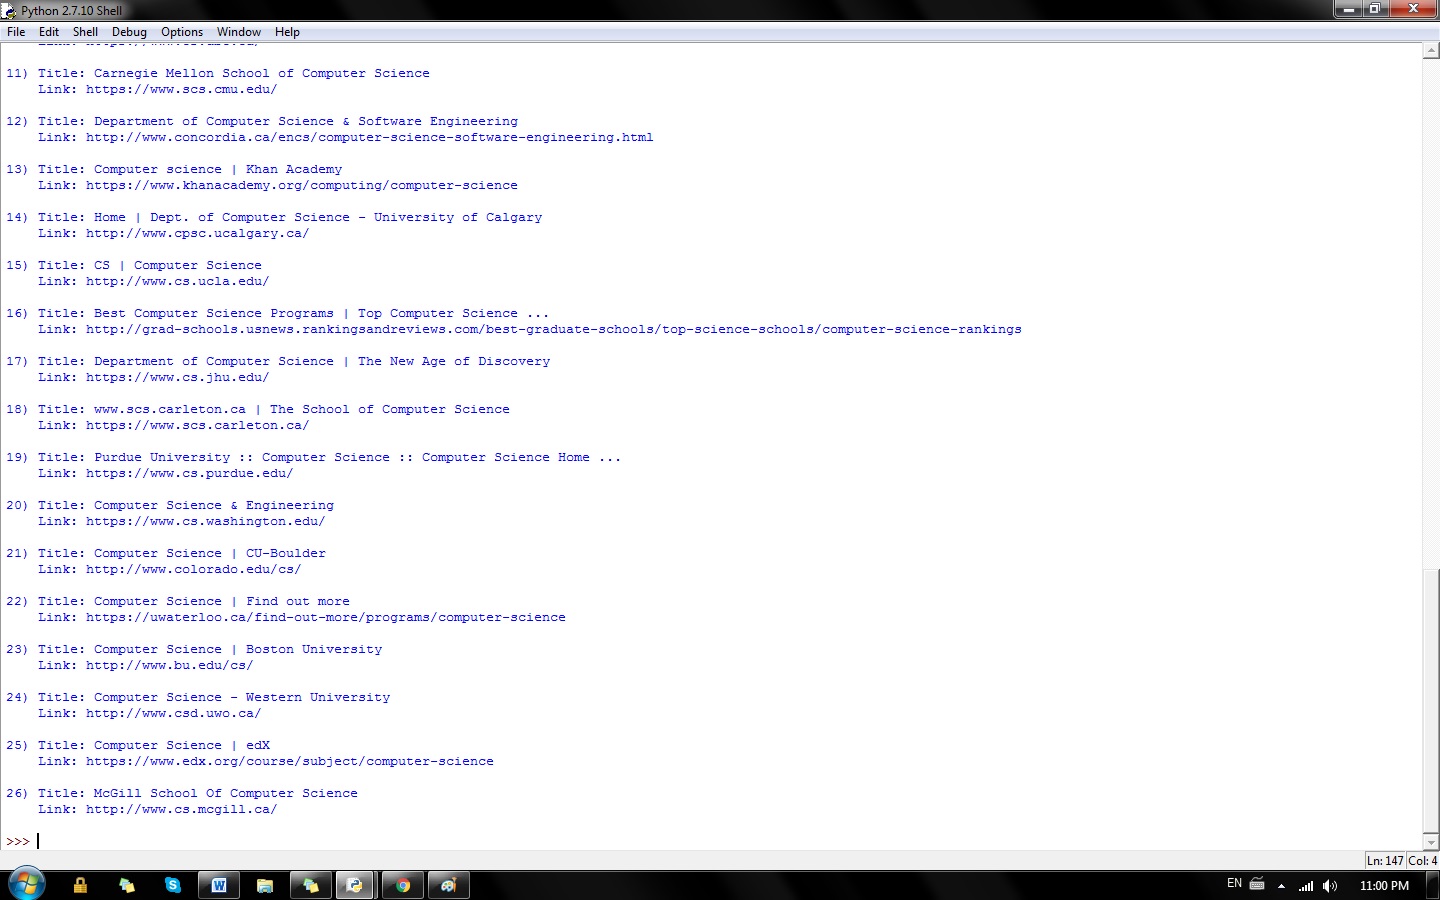 Python 2.7.10 Shell
File Edit Shell Debug Options Window Help
11) Title: Carnegie Mellon School of Computer Science
Link: https://www.scs.cmu.edu/
12) Title: Department of Computer Science & Software Engineering
Link: http://www.concordia.ca/encs/computer-science-software-engineering.html
13) Title: Computer science | Khan Academy
Link: https://www.khanacademy.org/computing/computer-science
14) Title: Home | Dept. of Computer Science - University of Calgary
Link: http://www.cpsc.ucalgary.ca/
15) Title: CS | Computer Science
Link: http://www.cs.ucla.edu/
16) Title: Best Computer Science Programs | Top Computer Science ...
Link: http://grad-schools.usnews.rankingsandreviews.com/best-graduate-schools/top-science-schools/computer-science-rankings
17) Title: Department of Computer Science | The New Age of Discovery
Link: https://www.cs.jhu.edu/
18) Title: www.scs.carleton.ca | The School of Computer Science
Link: https://www.scs.carleton.ca/
19) Title: Purdue University :: Computer Science :: Computer Science Home ...
Link: https://www.cs.purdue.edu/
20) Title: Computer Science & Engineering
Link: https://www.cs.washington.edu/
21) Title: Computer Science | CU-Boulder
Link: http://www.colorado.edu/cs/
22) Title: Computer Science | Find out more
Link: https://uwaterloo.ca/find-out-more/programs/computer-science
23) Title: Computer Science | Boston University
Link: http://www.bu.edu/cs/
24) Title: Computer Science - Western University
Link: http://www.csd.uwo.ca/
25) Title: Computer Science | edX
Link: https://www.edx.org/course/subject/computer-science
26) Title: McGill School Of Computer Science
Link: http://www.cs.mcgill.ca/
>>>
Ln: 147 Col: 4
EN 11:00 PM